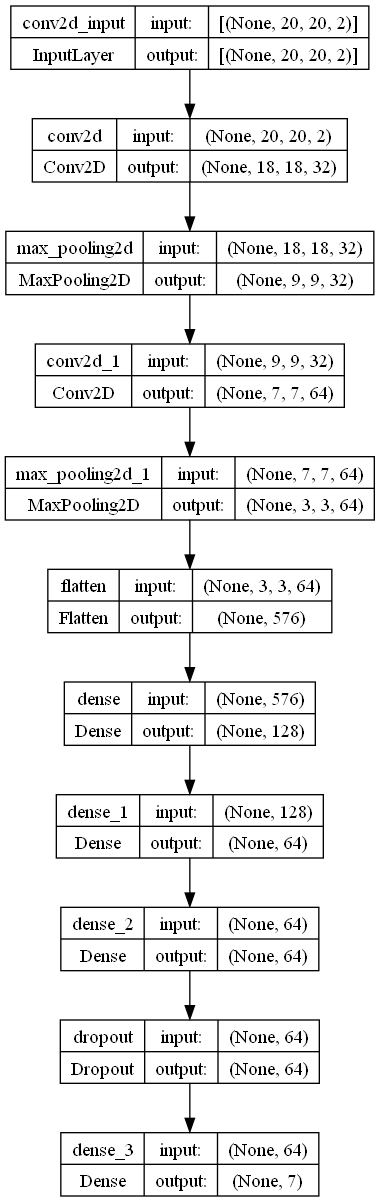 conv2d_input input: [(None, 20, 20, 2)]
InputLayer output: [(None, 20, 20, 2)]
conv2d input: (None, 20, 20, 2)
Conv2D output: (None, 18, 18, 32)
max_pooling2d input: (None, 18, 18, 32)
MaxPooling2D output: (None, 9, 9, 32)
conv2d_1 input: (None, 9, 9, 32)
Conv2D output: (None, 7, 7, 64)
max_pooling2d_1 input: (None, 7, 7, 64)
MaxPooling2D output: (None, 3, 3, 64)
flatten input: (None, 3, 3, 64)
Flatten output: (None, 576)
dense input: (None, 576)
Dense output: (None, 128)
dense_1 input: (None, 128)
Dense output: (None, 64)
dense_2 input: (None, 64)
Dense output: (None, 64)
dropout input: (None, 64)
Dropout output: (None, 64)
dense_3 input: (None, 64)
Dense output: (None, 7)